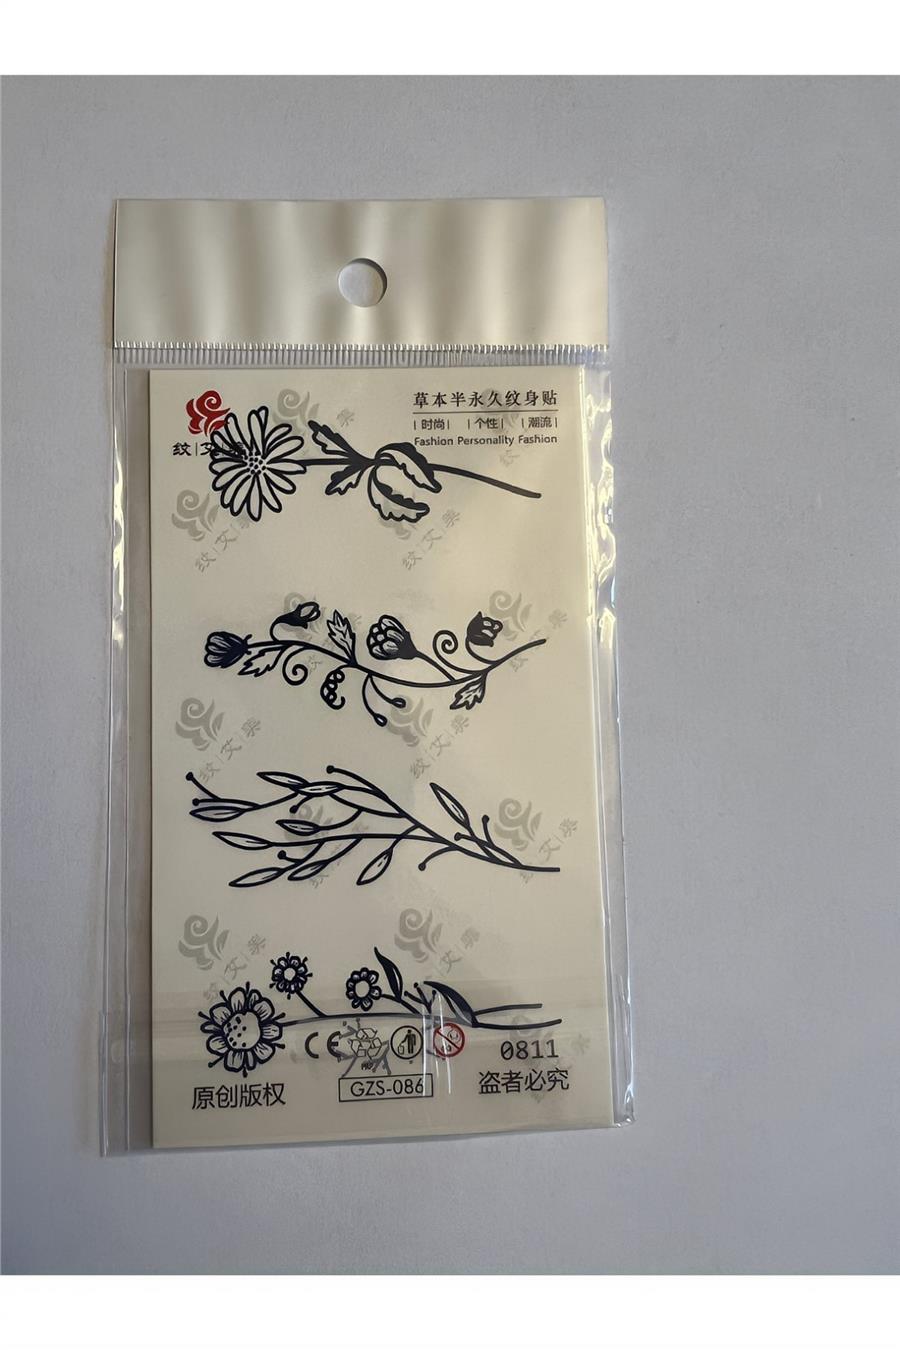 草本半永久纹身贴
|时尚| |个性| |潮流|
Fashion Personality Fashion
纹|艾|
CE
0811
原创版权
GZS-086
盗者必究